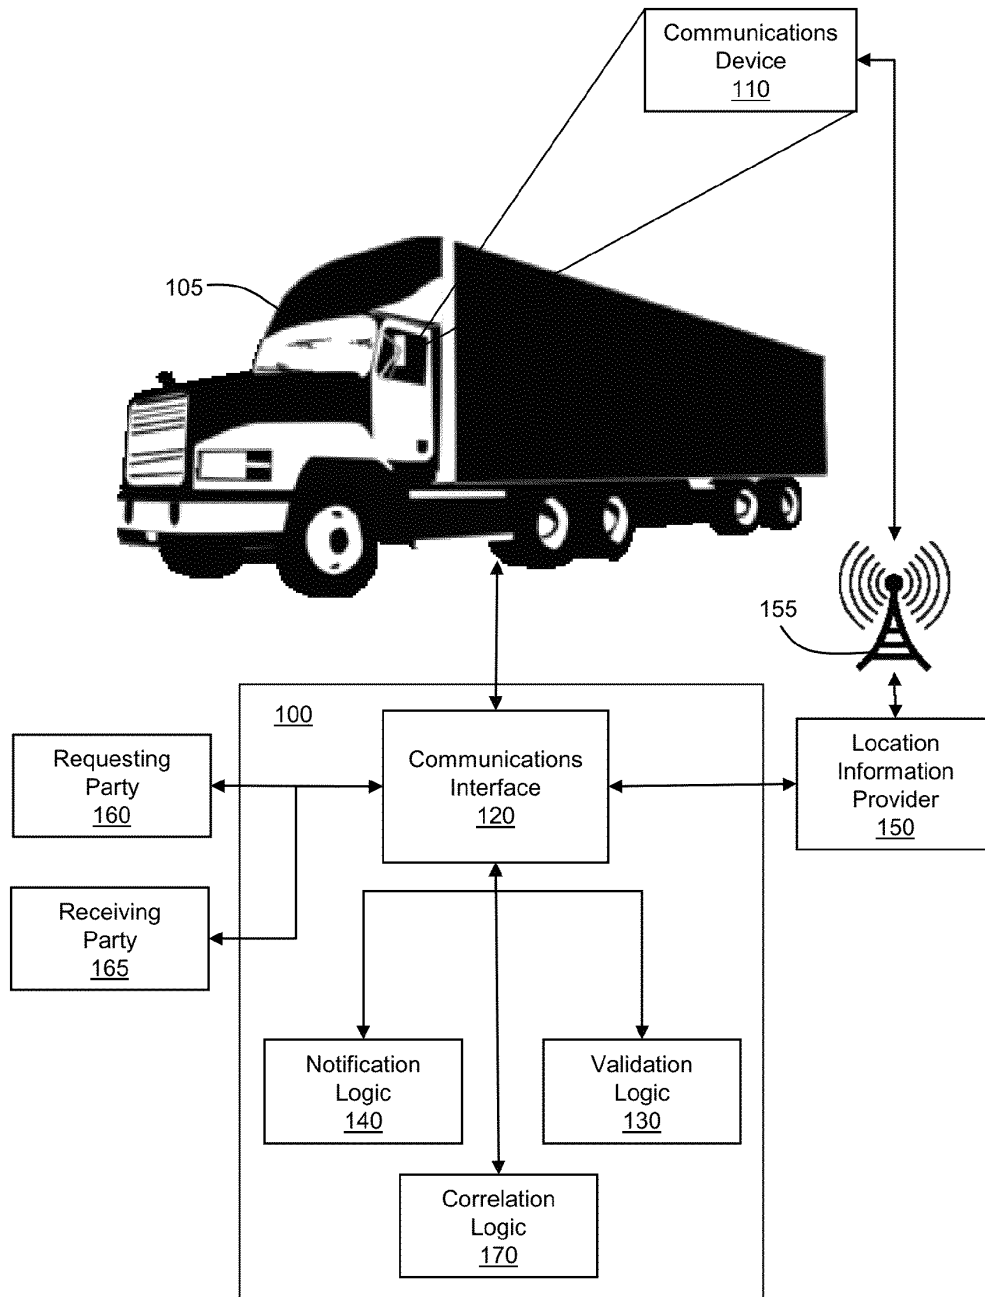 Communications
Device
110
105
155
100
Requesting
Party
160
Communications
Interface
120
Location
Information
Provider
150
Receiving
Party
165
Notification
Logic
140
Validation
Logic
130
Correlation
Logic
170